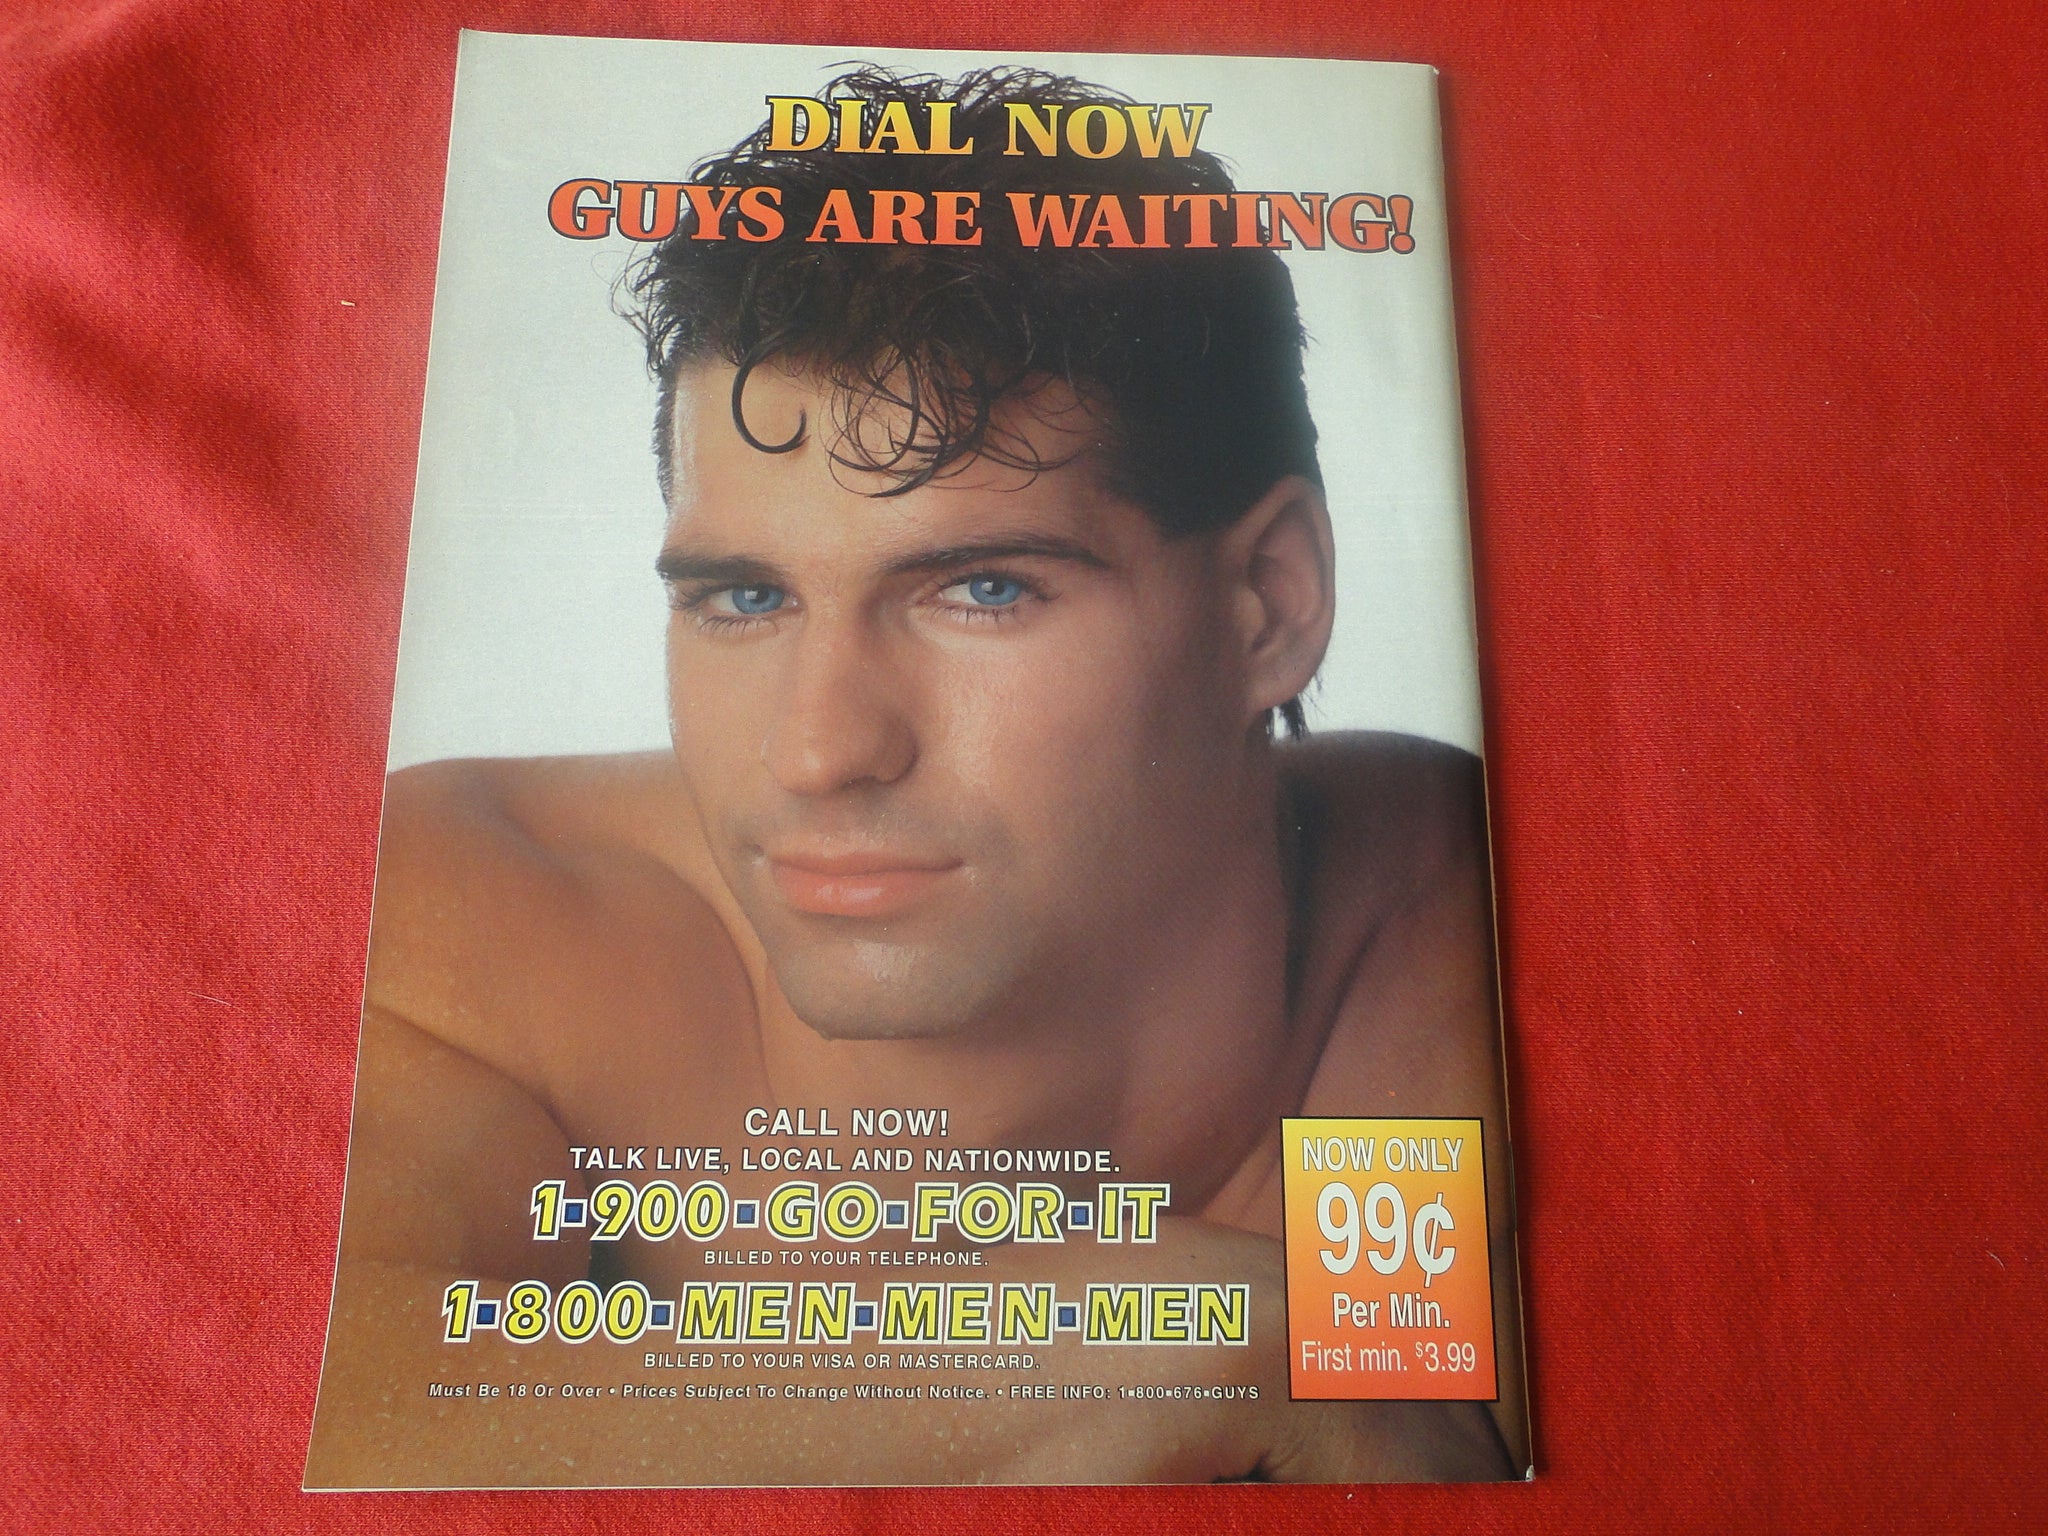 DIAL NOW
GUYS ARE WAITING!
CALL NOW!
TALK LIVE, LOCAL AND NATIONWIDE.
1-900-GO-FOR-IT
BILLED TO YOUR TELEPHONE.
1-800-MEN-MEN-MEN
BILLED TO YOUR VISA OR MASTERCARD.
Must Be 18 Or Over • Prices Subject To Change Without Notice. • FREE INFO: 1-800-676-GUYS
NOW ONLY
99¢
Per Min.
First min. $3.99